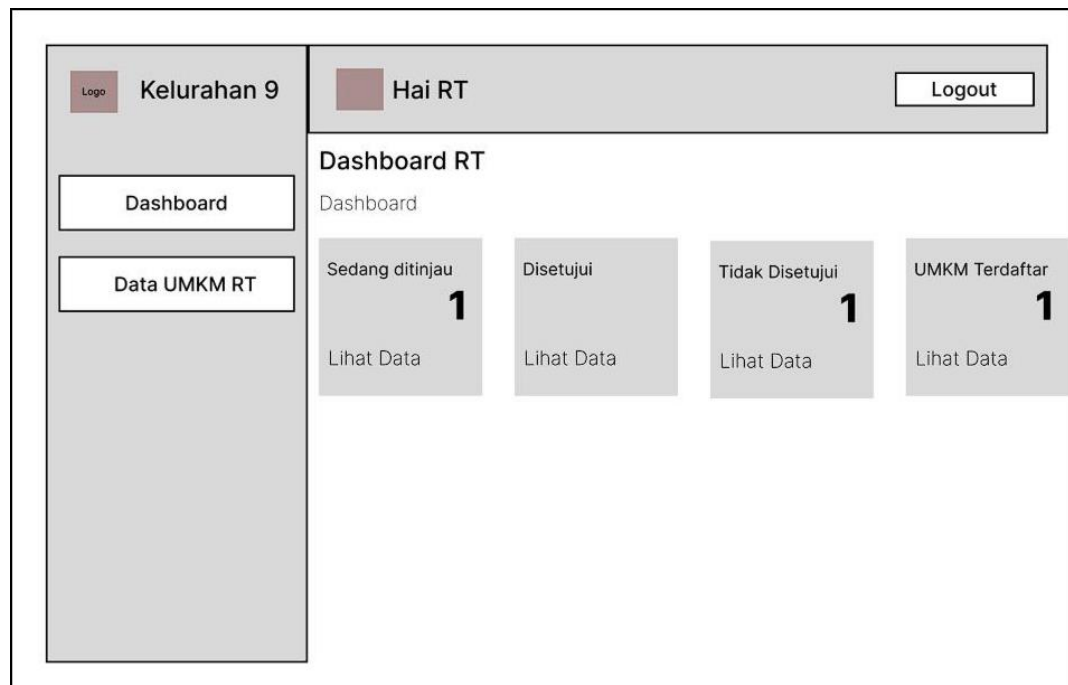 Logo
Kelurahan 9
Hai RT
Logout
Dashboard
Data UMKM RT
Dashboard RT
Dashboard
Sedang ditinjau
1
Lihat Data
Disetujui
Lihat Data
Tidak Disetujui
1
Lihat Data
UMKM Terdaftar
1
Lihat Data